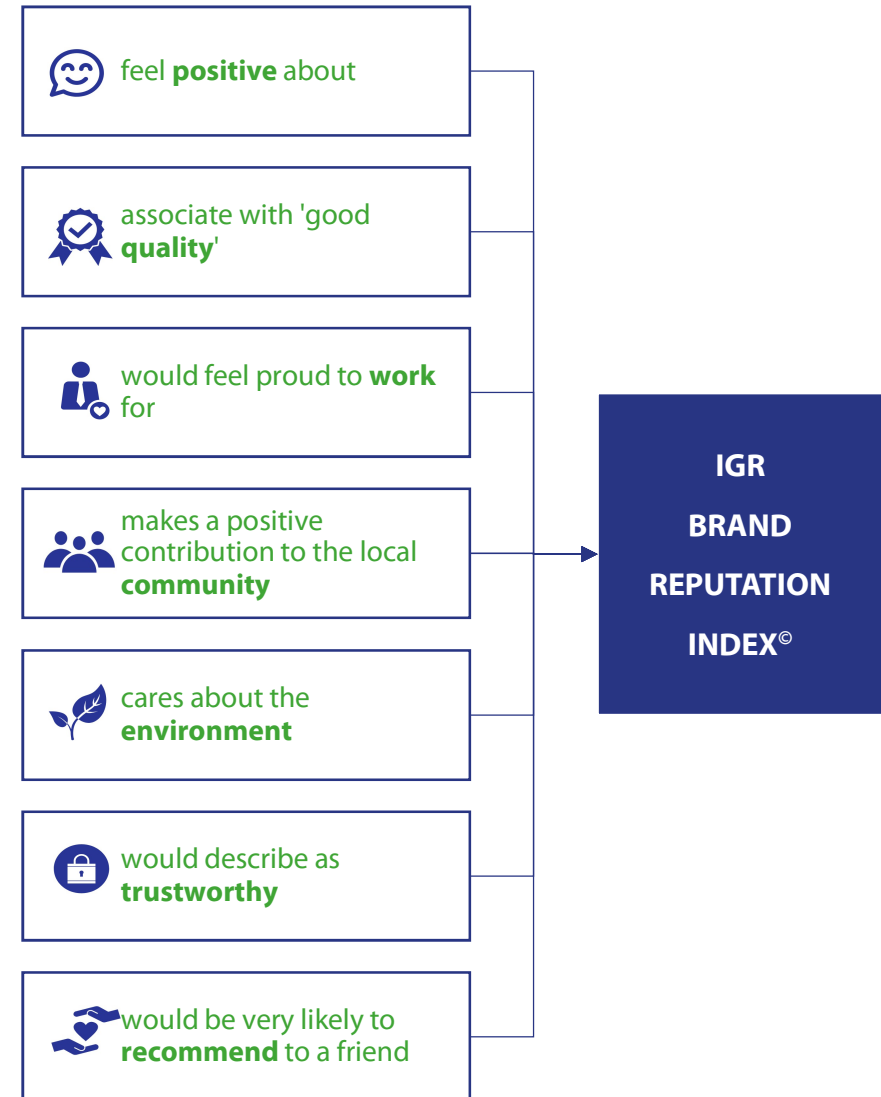 feel positive about
associate with 'good
quality'
would feel proud to work
for
makes a positive
contribution to the local
community
cares about the
environment
would describe as
trustworthy
would be very likely to
recommend to a friend
IGR
BRAND
REPUTATION
INDEX©